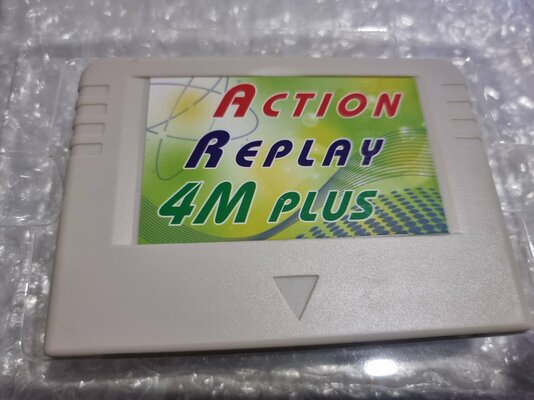 ACTION
REPLAY
4M PLUS